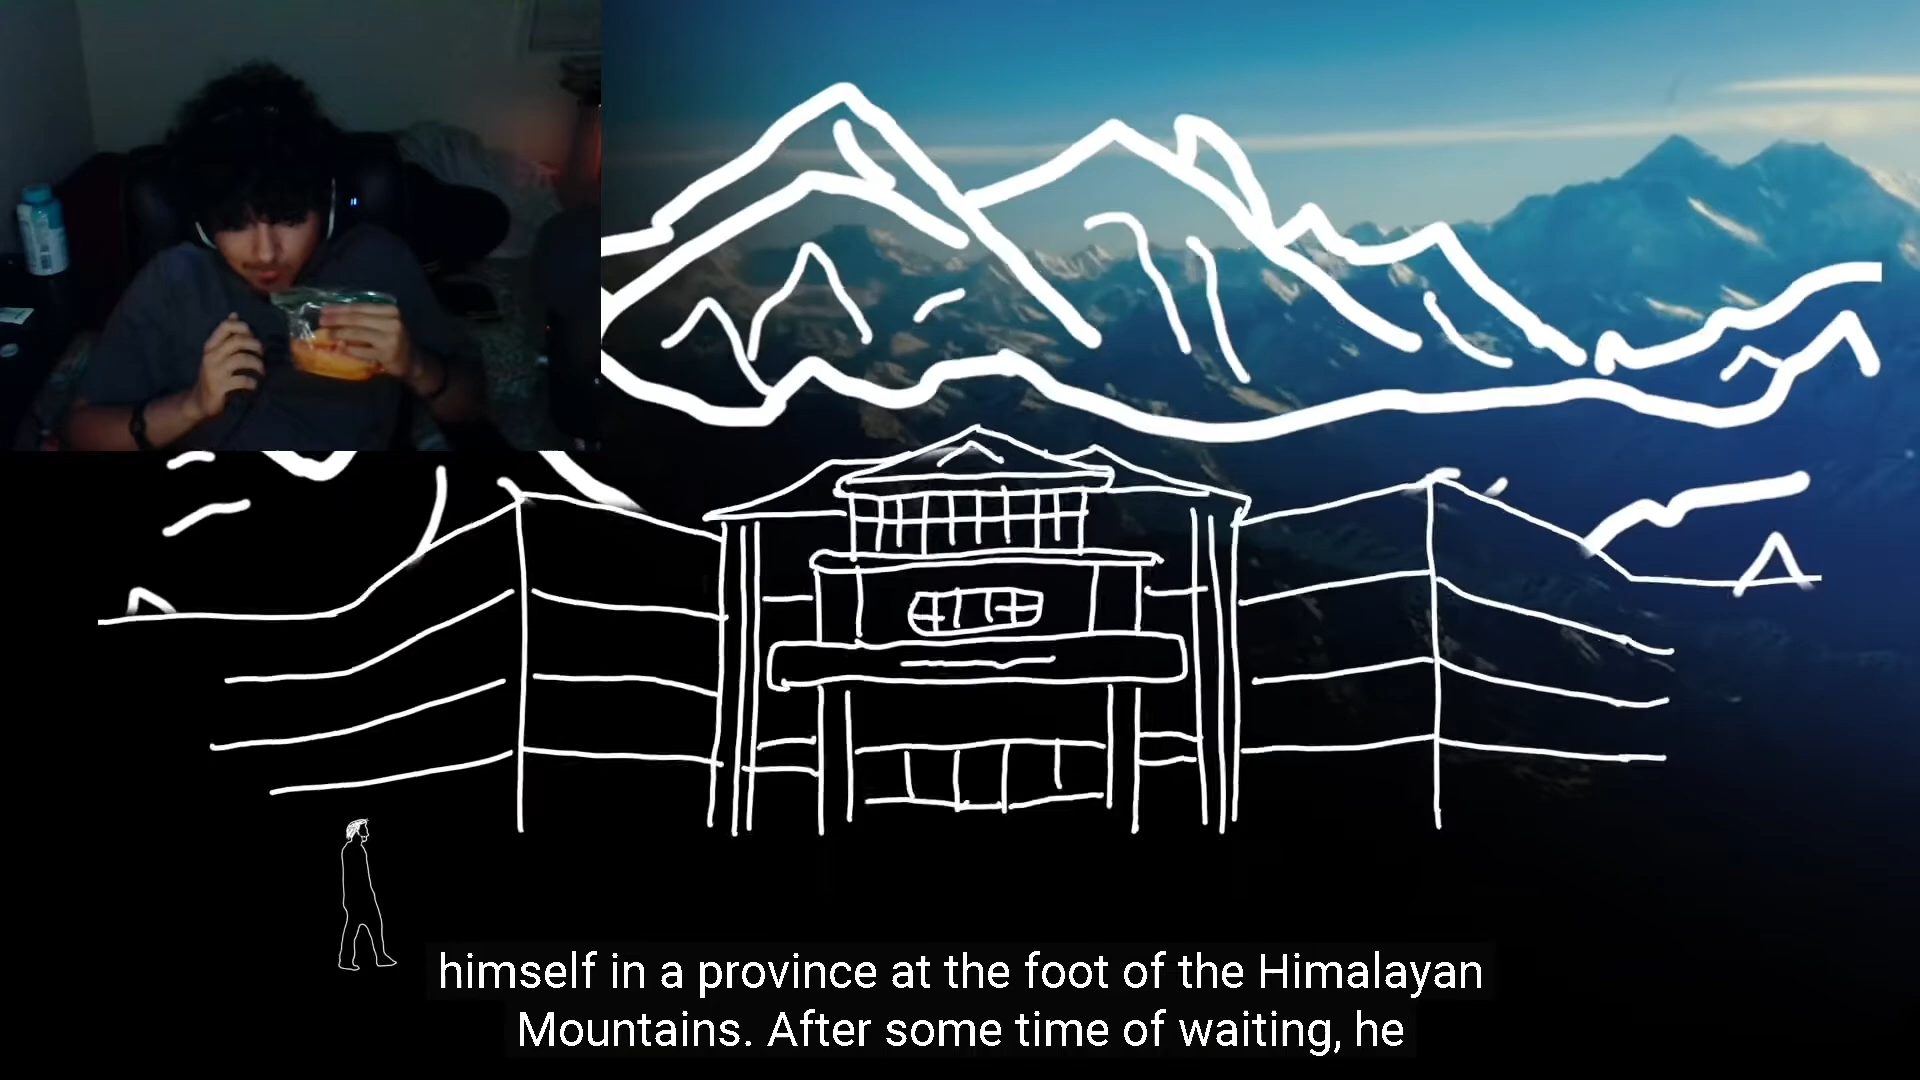 himself in a province at the foot of the Himalayan
Mountains. After some time of waiting, he